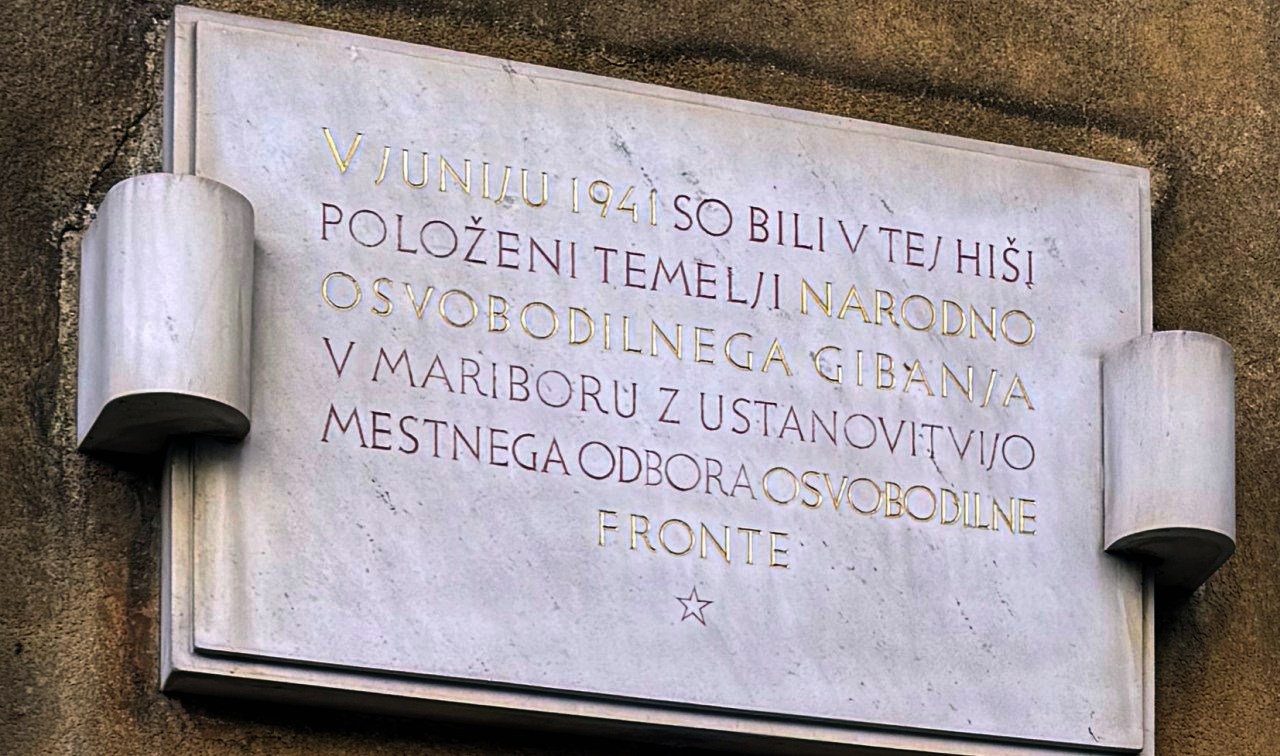 V JUNIJU 1941 SO BILI V TEJ HIŠI
POLOŽENI TEMELJI NARODNO
OSVOBODILNEGA GIBANJA
V MARIBORU Z USTANOVITVIJO
MESTNEGA ODBORA OSVOBODILNE
FRONTE